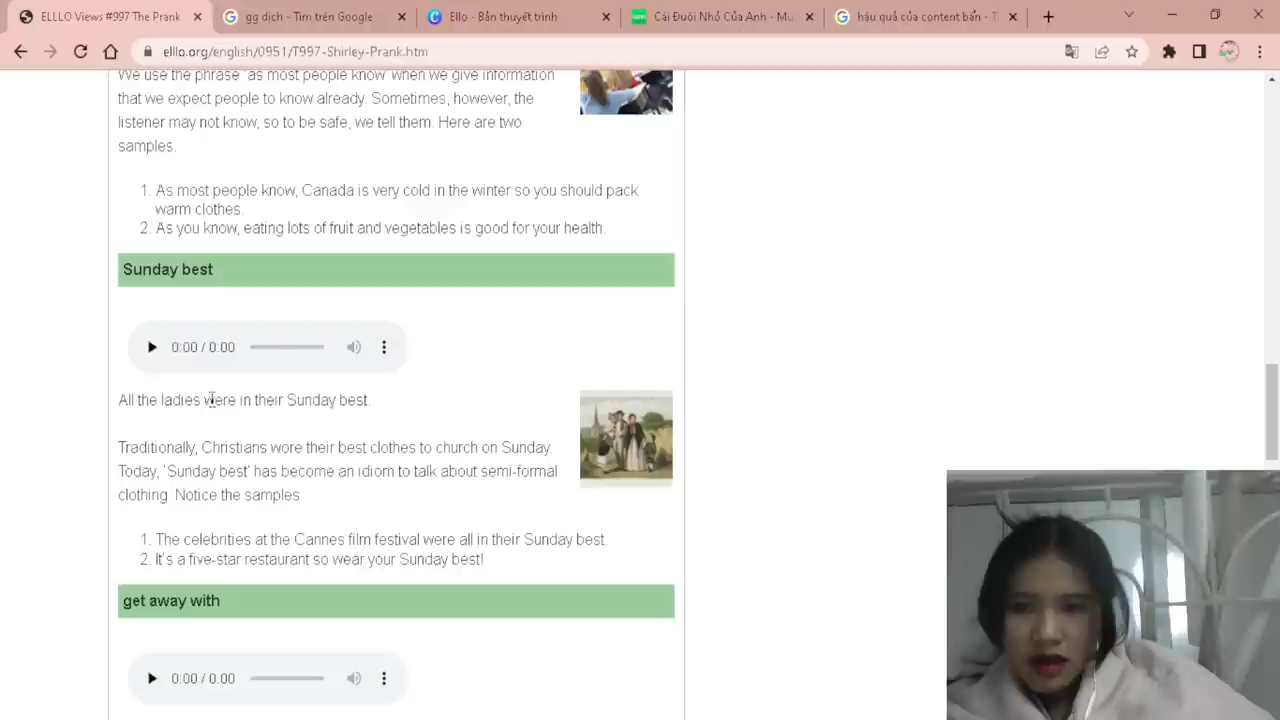 ELLLO Views #997 The Prank
gg dịch - Tìm trên Google
Ello - Bản thuyết trình
Cái Đuôi Nhỏ Của Anh - Mù
hậu quả của content bẩn - T
elllo.org/english/0951/T997-Shirley-Prank.htm
We use the phrase 'as most people know' when we give information
that we expect people to know already. Sometimes, however, the
listener may not know, so to be safe, we tell them. Here are two
samples.
1. As most people know, Canada is very cold in the winter so you should pack
warm clothes.
2. As you know, eating lots of fruit and vegetables is good for your health.
Sunday best
0:00 / 0:00
All the ladies were in their Sunday best.
Traditionally, Christians wore their best clothes to church on Sunday.
Today, 'Sunday best' has become an idiom to talk about semi-formal
clothing Notice the samples
1. The celebrities at the Cannes film festival were all in their Sunday best.
2. It's a five-star restaurant so wear your Sunday best!
get away with
0:00 / 0:00